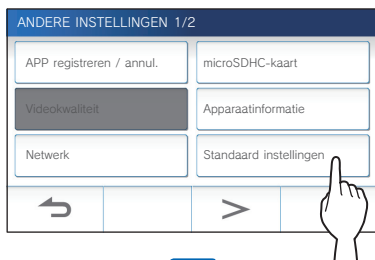 ANDERE INSTELLINGEN 1/2
APP registreren / annul.
microSDHC-kaart
Videokwaliteit
Apparaatinformatie
Netwerk
Standaard instellingen